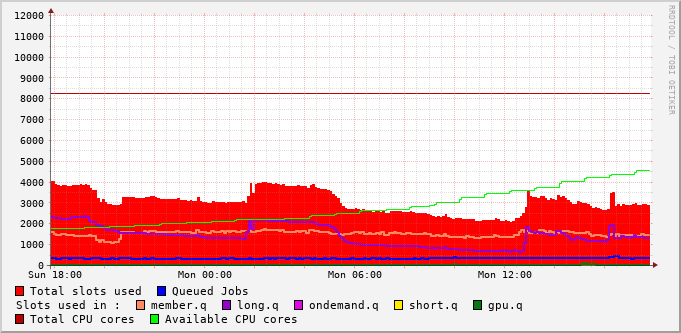 12000
11000
10000
9000
8000
7000
6000
5000
4000
3000
2000
1000
0
Sun 18:00 Mon 00:00 Mon 06:00 Mon 12:00
Total slots used Queued Jobs
Slots used in : member.q long.q ondemand.q short.q gpu.q
Total CPU cores Available CPU cores
RRDTOOL / TOBI OETIKER